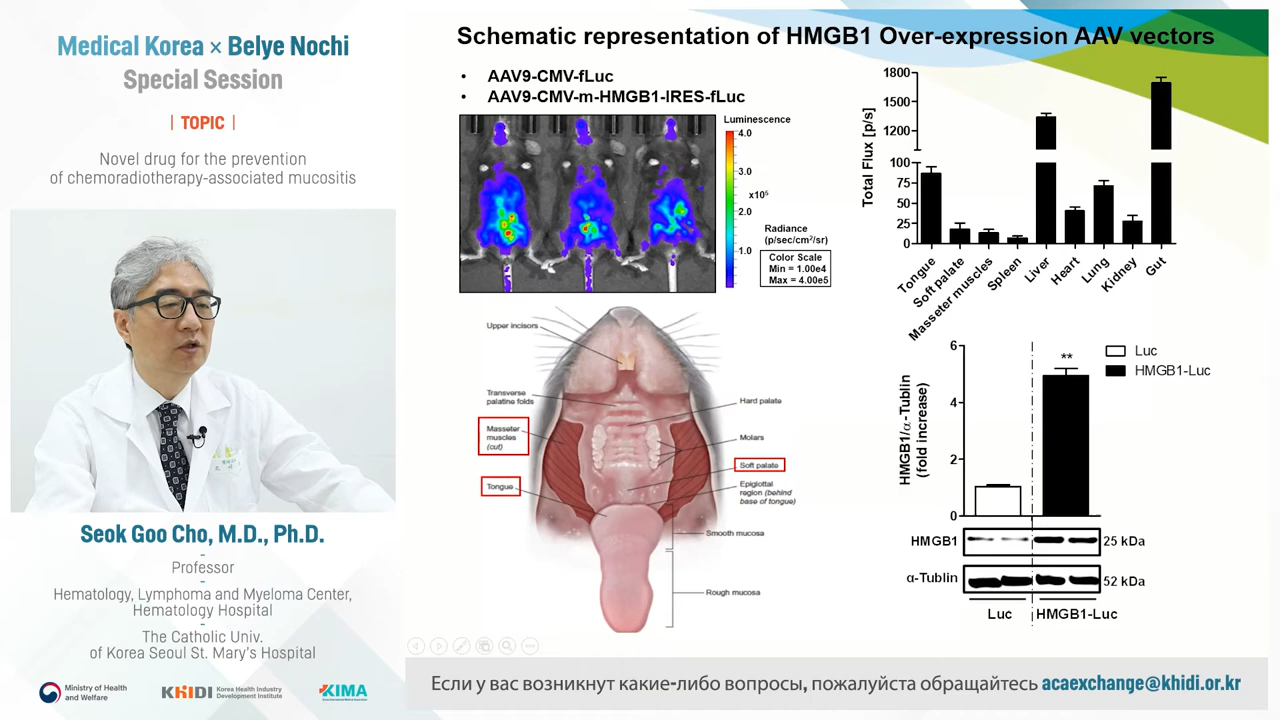 Medical Korea × Belye Nochi
Special Session
| TOPIC |
Novel drug for the prevention
of chemoradiotherapy-associated mucositis
Seok Goo Cho, M.D., Ph.D.
Professor
Hematology, Lymphoma and Myeloma Center,
Hematology Hospital
The Catholic Univ.
of Korea Seoul St. Mary's Hospital
Ministry of Health
and Welfare
KHIDI
Korea Health Industry
Development Institute
KIMA
Schematic representation of HMGB1 Over-expression AAV vectors
• AAV9-CMV-fLuc
• AAV9-CMV-m-HMGB1-IRES-fLuc
Luminescence
4.0
3.0
x10⁵
2.0
1.0
Radiance
(p/sec/cm²/sr)
Color Scale
Min = 1.00e4
Max = 4.00e5
Total Flux [p/s]
1800
1500
1200
100
75
50
25
0
Tongue
Soft palate
Masseter muscles
Spleen
Liver
Heart
Lung
Kidney
Gut
Upper incisors
Transverse
palatine folds
Hard palate
Masseter
muscles
(cut)
Molars
Soft palate
Tongue
Epiglottal
region (behind
base of tongue)
Smooth mucosa
Rough mucosa
HMGB1/α-Tublin
(fold increase)
6
4
2
0
**
Luc
HMGB1-Luc
HMGB1
25 kDa
α-Tublin
52 kDa
Luc
HMGB1-Luc
Если у вас возникнут какие-либо вопросы, пожалуйста обращайтесь acaexchange@khidi.or.kr